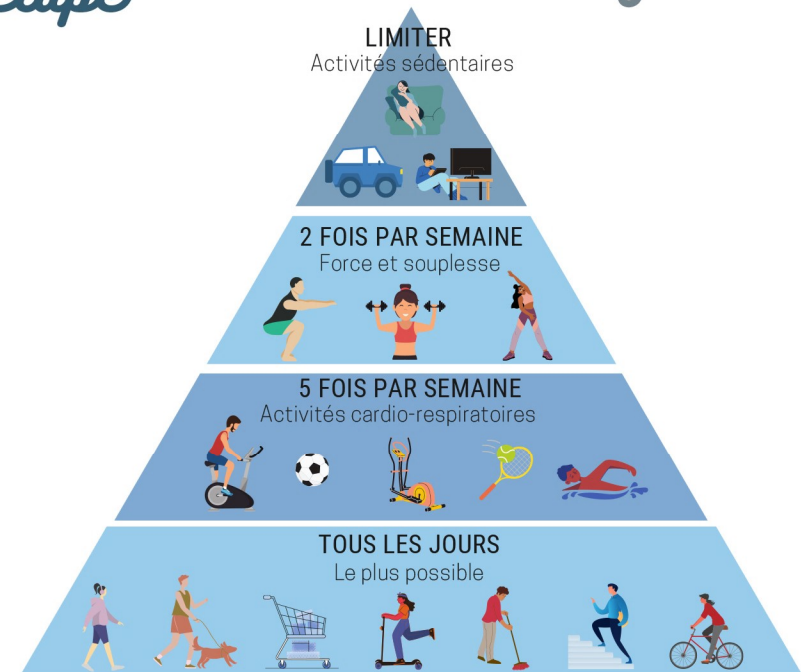 LIMITER
Activités sédentaires
2 FOIS PAR SEMAINE
Force et souplesse
5 FOIS PAR SEMAINE
Activités cardio-respiratoires
TOUS LES JOURS
Le plus possible